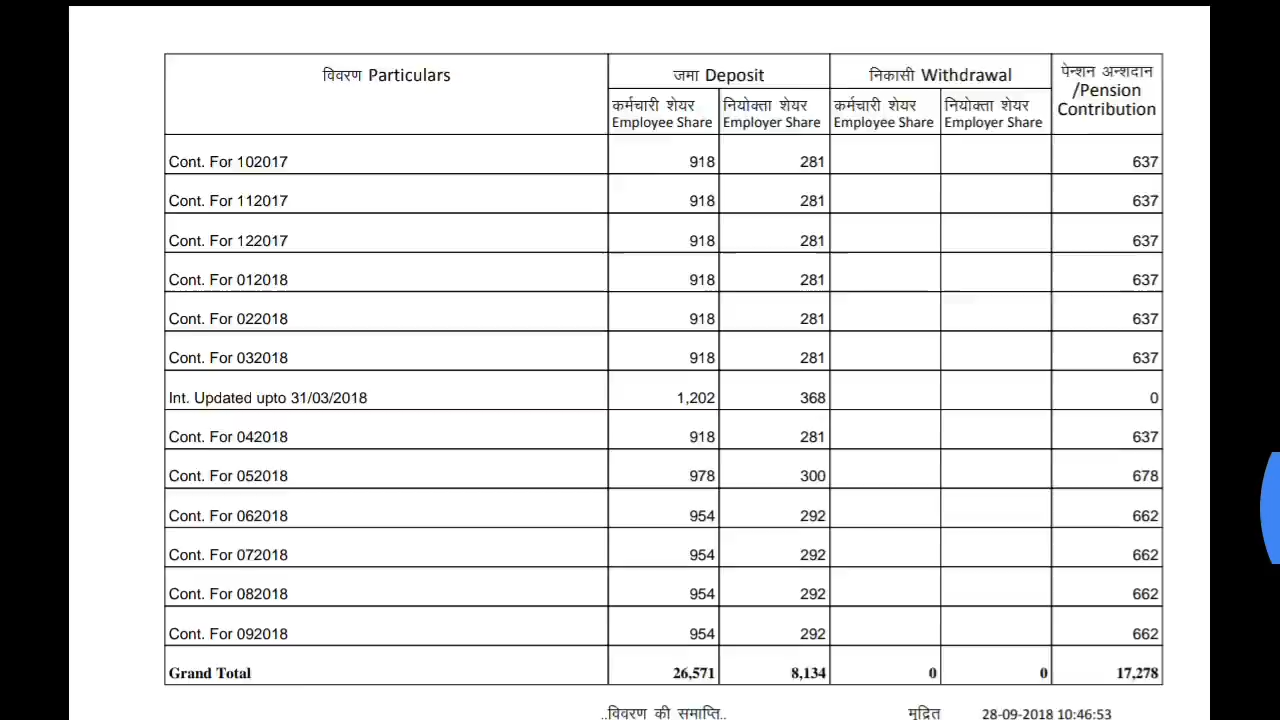 विवरण Particulars जमा Deposit निकासी Withdrawal पेन्शन अन्शदान /Pension Contribution
कर्मचारी शेयर Employee Share नियोक्ता शेयर Employer Share कर्मचारी शेयर Employee Share नियोक्ता शेयर Employer Share
Cont. For 102017 918 281 637
Cont. For 112017 918 281 637
Cont. For 122017 918 281 637
Cont. For 012018 918 281 637
Cont. For 022018 918 281 637
Cont. For 032018 918 281 637
Int. Updated upto 31/03/2018 1,202 368 0
Cont. For 042018 918 281 637
Cont. For 052018 978 300 678
Cont. For 062018 954 292 662
Cont. For 072018 954 292 662
Cont. For 082018 954 292 662
Cont. For 092018 954 292 662
Grand Total 26,571 8,134 0 0 17,278
..विवरण की समाप्ति.. मुद्रित 28-09-2018 10:46:53